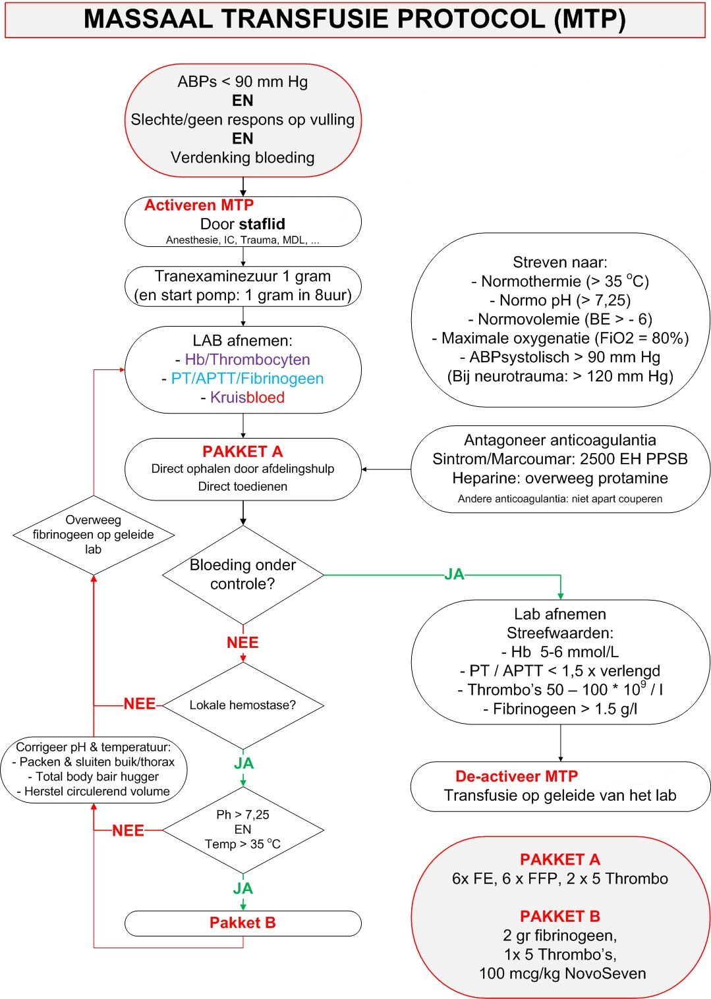 MASSAAL TRANSFUSIE PROTOCOL (MTP)
ABPs < 90 mm Hg
EN
Slechte/geen respons op vulling
EN
Verdenking bloeding
Activeren MTP
Door staflid
Anesthesie, IC, Trauma, MDL, ...
Tranexaminezuur 1 gram
(en start pomp: 1 gram in 8uur)
LAB afnemen:
- Hb/Thrombocyten
- PT/APTT/Fibrinogeen
- Kruisbloed
Streven naar:
- Normothermie (> 35 °C)
- Normo pH (> 7,25)
- Normovolemie (BE > - 6)
- Maximale oxygenatie (FiO2 = 80%)
- ABPsystolisch > 90 mm Hg
(Bij neurotrauma: > 120 mm Hg)
PAKKET A
Direct ophalen door afdelingshulp
Direct toedienen
Antagoneer anticoagulantia
Sintrom/Marcoumar: 2500 EH PPSB
Heparine: overweeg protamine
Andere anticoagulantia: niet apart couperen
Overweeg
fibrinogeen op geleide
lab
Bloeding onder
controle?
JA
NEE
Lab afnemen
Streefwaarden:
- Hb  5-6 mmol/L
- PT / APTT < 1,5 x verlengd
- Thrombo's 50 – 100 * 10⁹ / l
- Fibrinogeen > 1.5 g/l
Lokale hemostase?
NEE
JA
Corrigeer pH & temperatuur:
- Packen & sluiten buik/thorax
- Total body bair hugger
- Herstel circulerend volume
De-activeer MTP
Transfusie op geleide van het lab
Ph > 7,25
EN
Temp > 35 °C
NEE
JA
Pakket B
PAKKET A
6x FE, 6 x FFP, 2 x 5 Thrombo
PAKKET B
2 gr fibrinogeen,
1x 5 Thrombo's,
100 mcg/kg NovoSeven